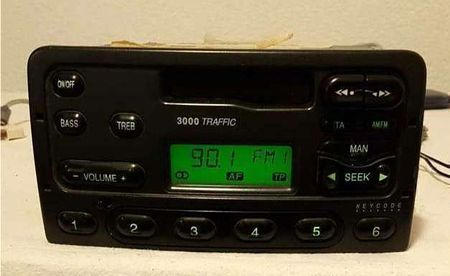 ON/OFF
BASS
TREB
3000 TRAFFIC
TA
AM/FM
MAN
90.1 FM1
AF
TP
- VOLUME +
SEEK
KEYCODE
1 2 3 4 5 6